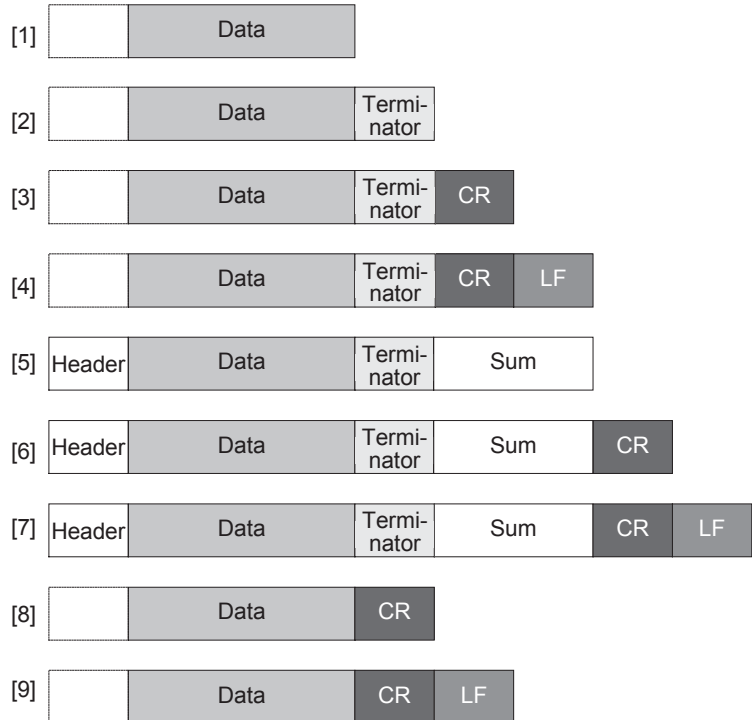 [1] Data
[2] Data Termi-
nator
[3] Data Termi-
nator CR
[4] Data Termi-
nator CR LF
[5] Header Data Termi-
nator Sum
[6] Header Data Termi-
nator Sum CR
[7] Header Data Termi-
nator Sum CR LF
[8] Data CR
[9] Data CR LF